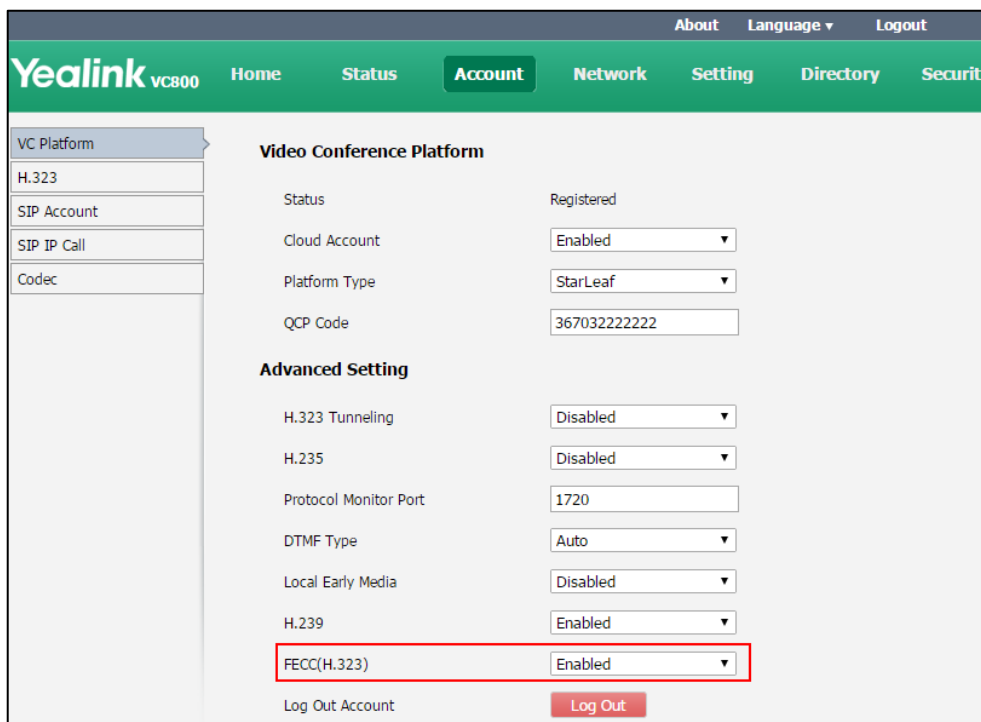 About Language ▾ Logout
Yealink VC800 Home Status Account Network Setting Directory Securit
VC Platform
H.323
SIP Account
SIP IP Call
Codec
Video Conference Platform
Status Registered
Cloud Account Enabled
Platform Type StarLeaf
QCP Code 367032222222
Advanced Setting
H.323 Tunneling Disabled
H.235 Disabled
Protocol Monitor Port 1720
DTMF Type Auto
Local Early Media Disabled
H.239 Enabled
FECC(H.323) Enabled
Log Out Account Log Out